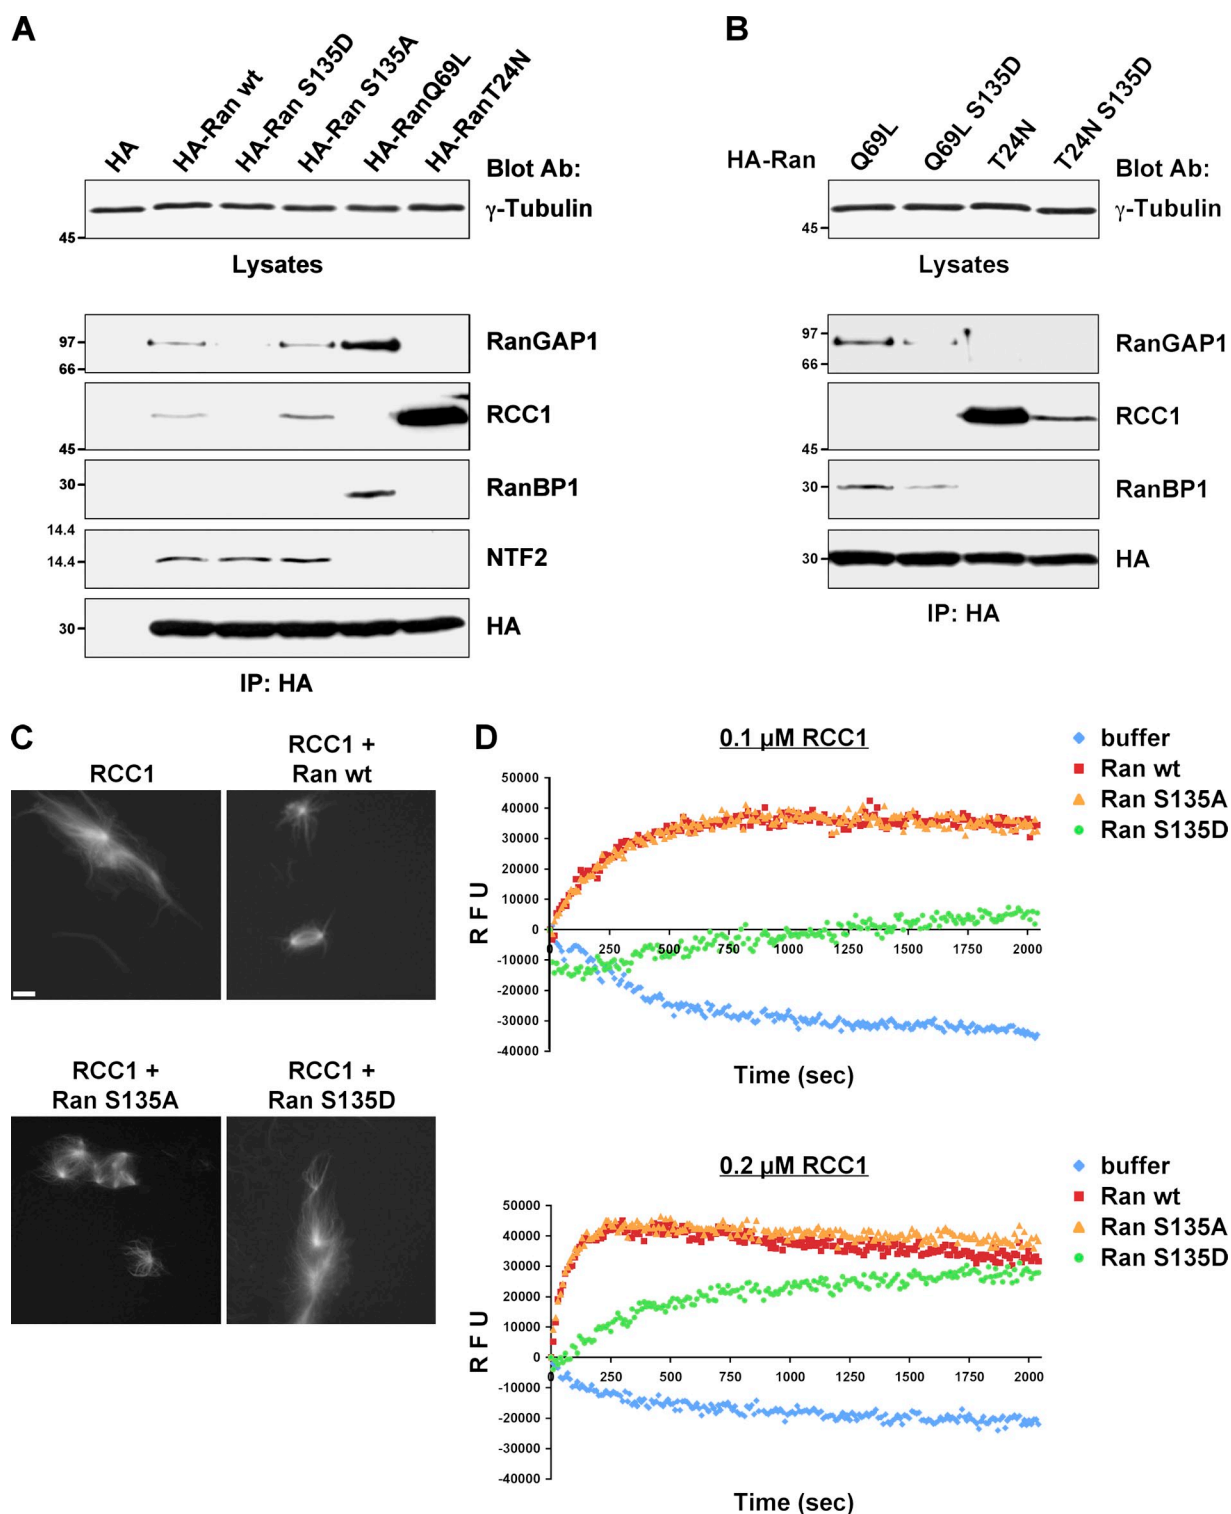 A
HA
HA-Ran wt
HA-Ran S135D
HA-Ran S135A
HA-RanQ69L
HA-RanT24N
Blot Ab:
γ-Tubulin
45
Lysates
97
66
RanGAP1
RCC1
45
30
RanBP1
14.4
14.4
NTF2
30
HA
IP: HA
B
HA-Ran
Q69L
Q69L S135D
T24N
T24N S135D
Blot Ab:
γ-Tubulin
45
Lysates
97
66
RanGAP1
RCC1
45
30
RanBP1
30
HA
IP: HA
C
RCC1
RCC1 +
Ran wt
RCC1 +
Ran S135A
RCC1 +
Ran S135D
D
0.1 µM RCC1
buffer
Ran wt
Ran S135A
Ran S135D
RFU
50000
40000
30000
20000
10000
0
-10000
-20000
-30000
-40000
0 250 500 750 1000 1250 1500 1750 2000
Time (sec)
0.2 µM RCC1
buffer
Ran wt
Ran S135A
Ran S135D
RFU
50000
40000
30000
20000
10000
0
-10000
-20000
-30000
-40000
0 250 500 750 1000 1250 1500 1750 2000
Time (sec)